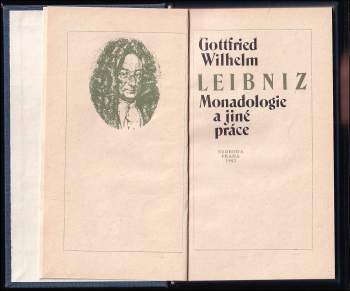 Gottfried
Wilhelm
LEIBNIZ
Monadologie
a jiné
práce
SVOBODA
PRAHA
1982